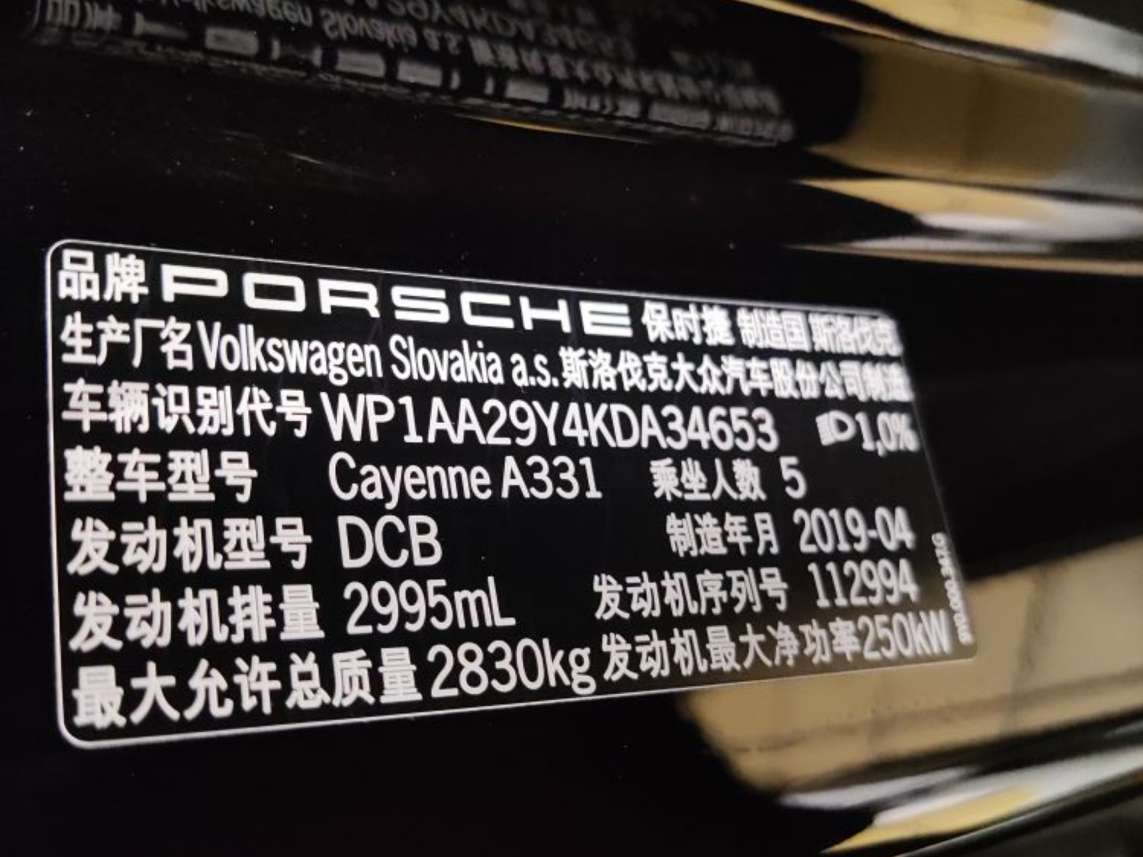 品牌 PORSCHE 保时捷 制造国 斯洛伐克
生产厂名 Volkswagen Slovakia a.s. 斯洛伐克大众汽车股份公司制造
车辆识别代号 WP1AA29Y4KDA34653 1,0%
整车型号 Cayenne A331 乘坐人数 5
发动机型号 DCB 制造年月 2019-04
发动机排量 2995mL 发动机序列号 112994
最大允许总质量 2830kg 发动机最大净功率 250kW